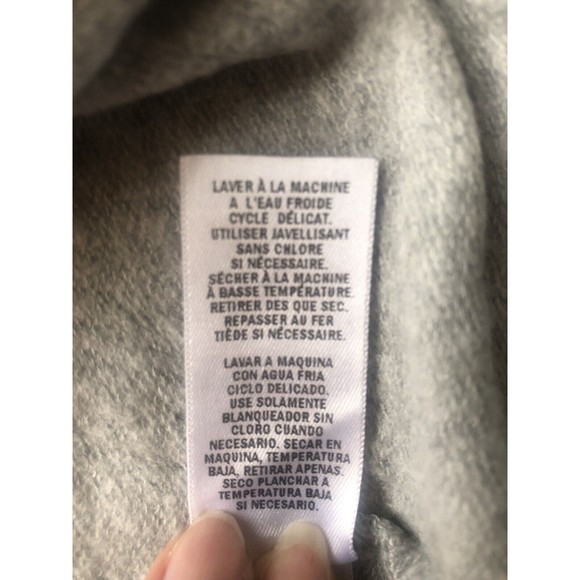 LAVER À LA MACHINE
A L'EAU FROIDE
CYCLE DÉLICAT.
UTILISER JAVELLISANT
SANS CHLORE
SI NÉCESSAIRE.
SÉCHER À LA MACHINE
À BASSE TEMPÉRATURE.
RETIRER DES QUE SEC.
REPASSER AU FER
TIÈDE SI NÉCESSAIRE.
LAVAR A MAQUINA
CON AGUA FRIA
CICLO DELICADO.
USE SOLAMENTE
BLANQUEADOR SIN
CLORO CUANDO
NECESARIO. SECAR EN
MAQUINA, TEMPERATURA
BAJA, RETIRAR APENAS.
SECO PLANCHAR A
TEMPERATURA BAJA
SI NECESARIO.